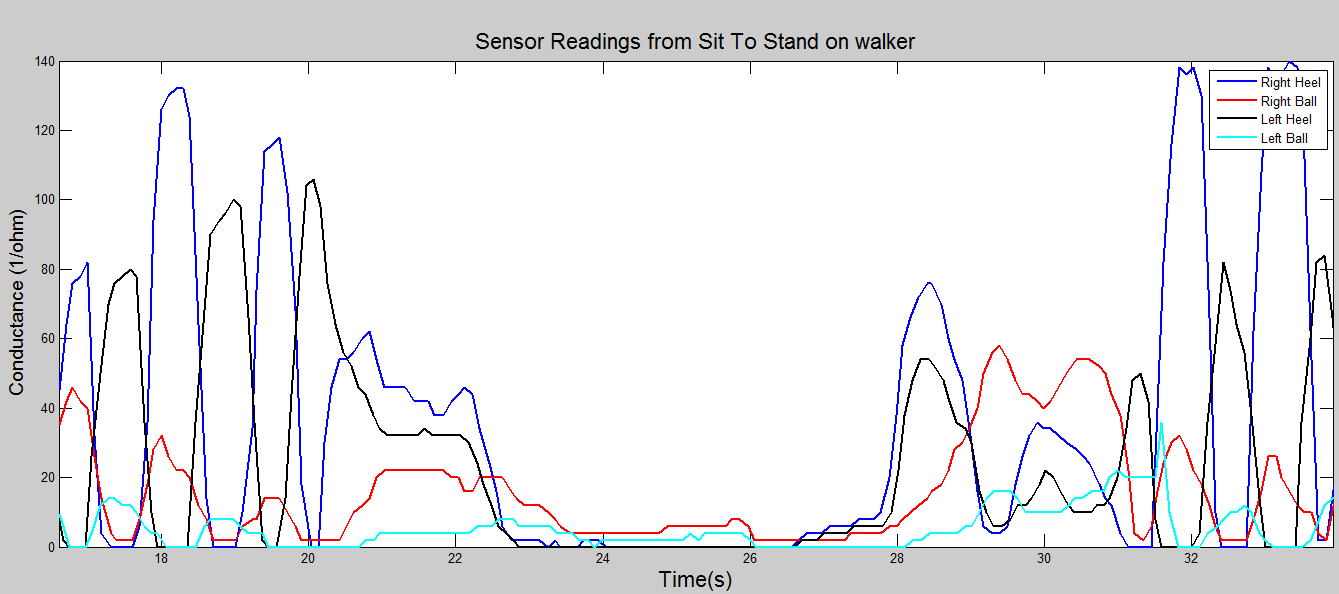 Sensor Readings from Sit To Stand on walker
140
120
100
80
60
40
20
0
Conductance (1/ohm)
Right Heel
Right Ball
Left Heel
Left Ball
18 20 22 24 26 28 30 32
Time(s)